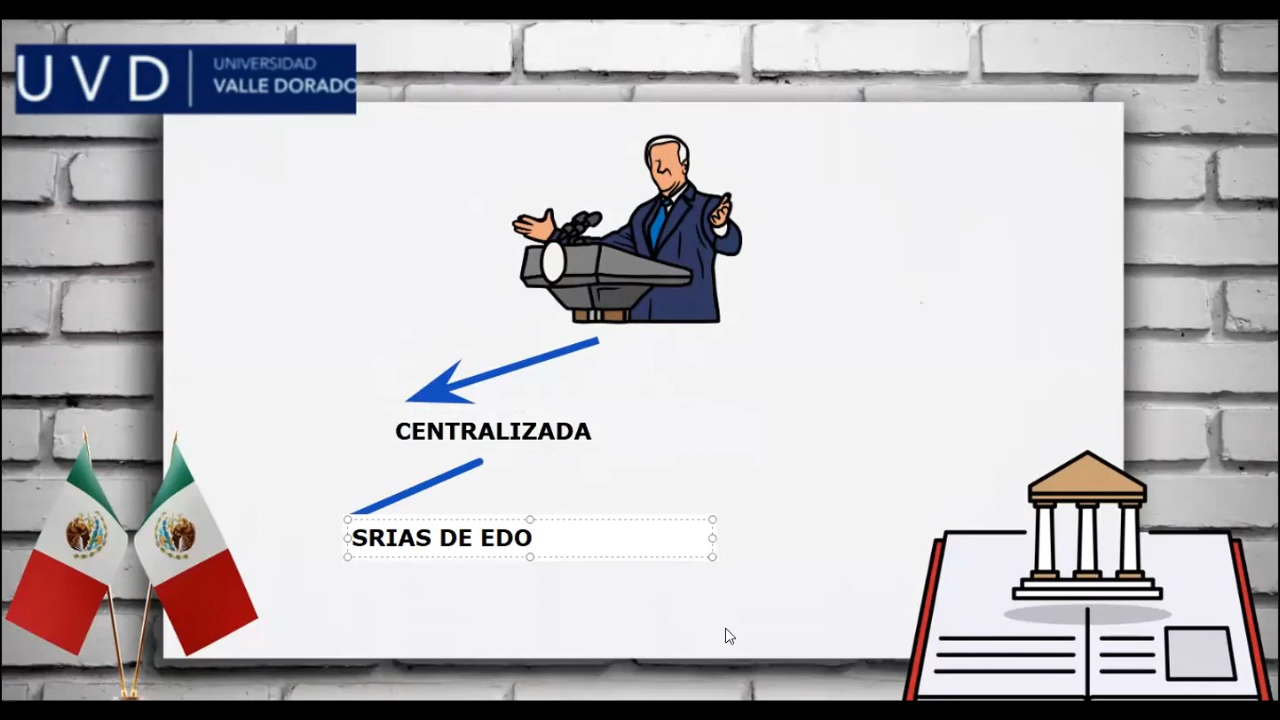 UVD
UNIVERSIDAD
VALLE DORADO
CENTRALIZADA
SRIAS DE EDO